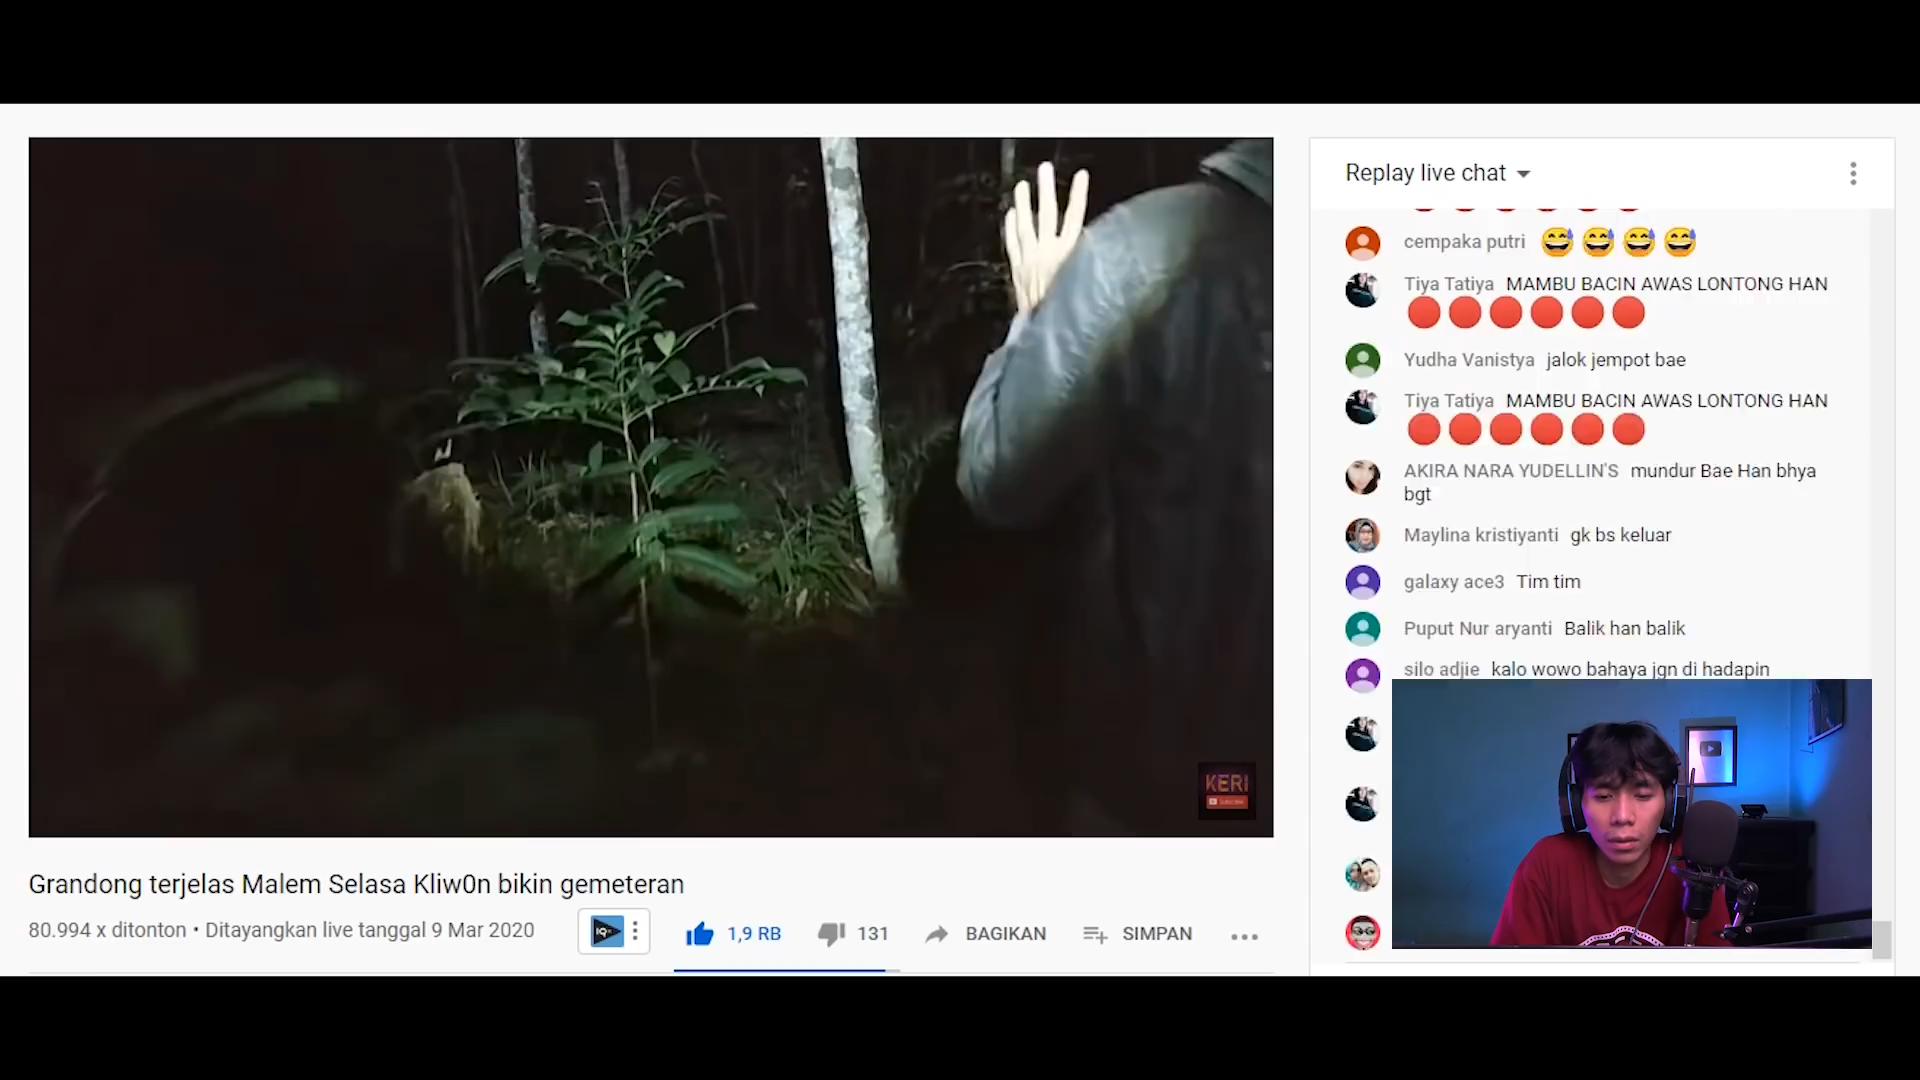 Replay live chat
cempaka putri
Tiya Tatiya MAMBU BACIN AWAS LONTONG HAN
Yudha Vanistya jalok jempot bae
Tiya Tatiya MAMBU BACIN AWAS LONTONG HAN
AKIRA NARA YUDELLIN'S mundur Bae Han bhya
bgt
Maylina kristiyanti gk bs keluar
galaxy ace3 Tim tim
Puput Nur aryanti Balik han balik
silo adjie kalo wowo bahaya jgn di hadapin
KERI
Grandong terjelas Malem Selasa Kliw0n bikin gemeteran
80.994 x ditonton • Ditayangkan live tanggal 9 Mar 2020
IQ
1,9 RB
131
BAGIKAN
SIMPAN